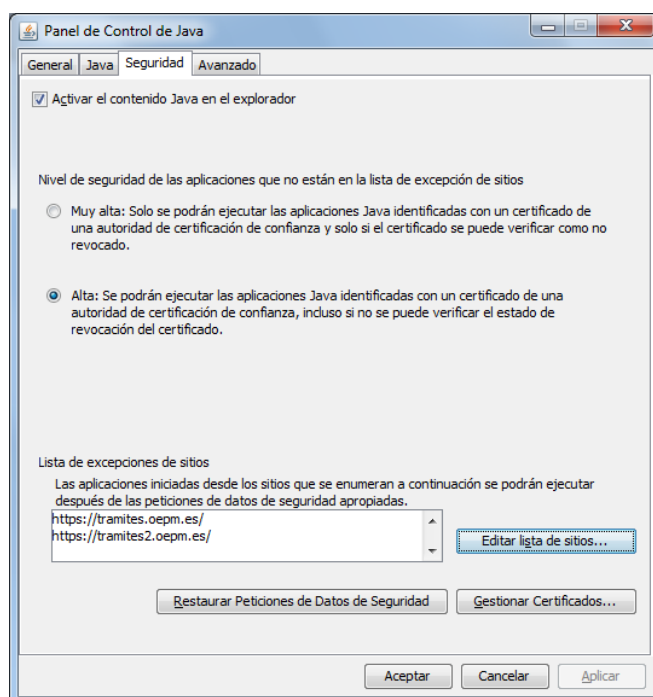 Panel de Control de Java
General Java Seguridad Avanzado
Activar el contenido Java en el explorador
Nivel de seguridad de las aplicaciones que no están en la lista de excepción de sitios
Muy alta: Solo se podrán ejecutar las aplicaciones Java identificadas con un certificado de
una autoridad de certificación de confianza y solo si el certificado se puede verificar como no
revocado.
Alta: Se podrán ejecutar las aplicaciones Java identificadas con un certificado de una
autoridad de certificación de confianza, incluso si no se puede verificar el estado de
revocación del certificado.
Lista de excepciones de sitios
Las aplicaciones iniciadas desde los sitios que se enumeran a continuación se podrán ejecutar
después de las peticiones de datos de seguridad apropiadas.
https://tramites.oepm.es/
https://tramites2.oepm.es/
Editar lista de sitios...
Restaurar Peticiones de Datos de Seguridad Gestionar Certificados...
Aceptar Cancelar Aplicar